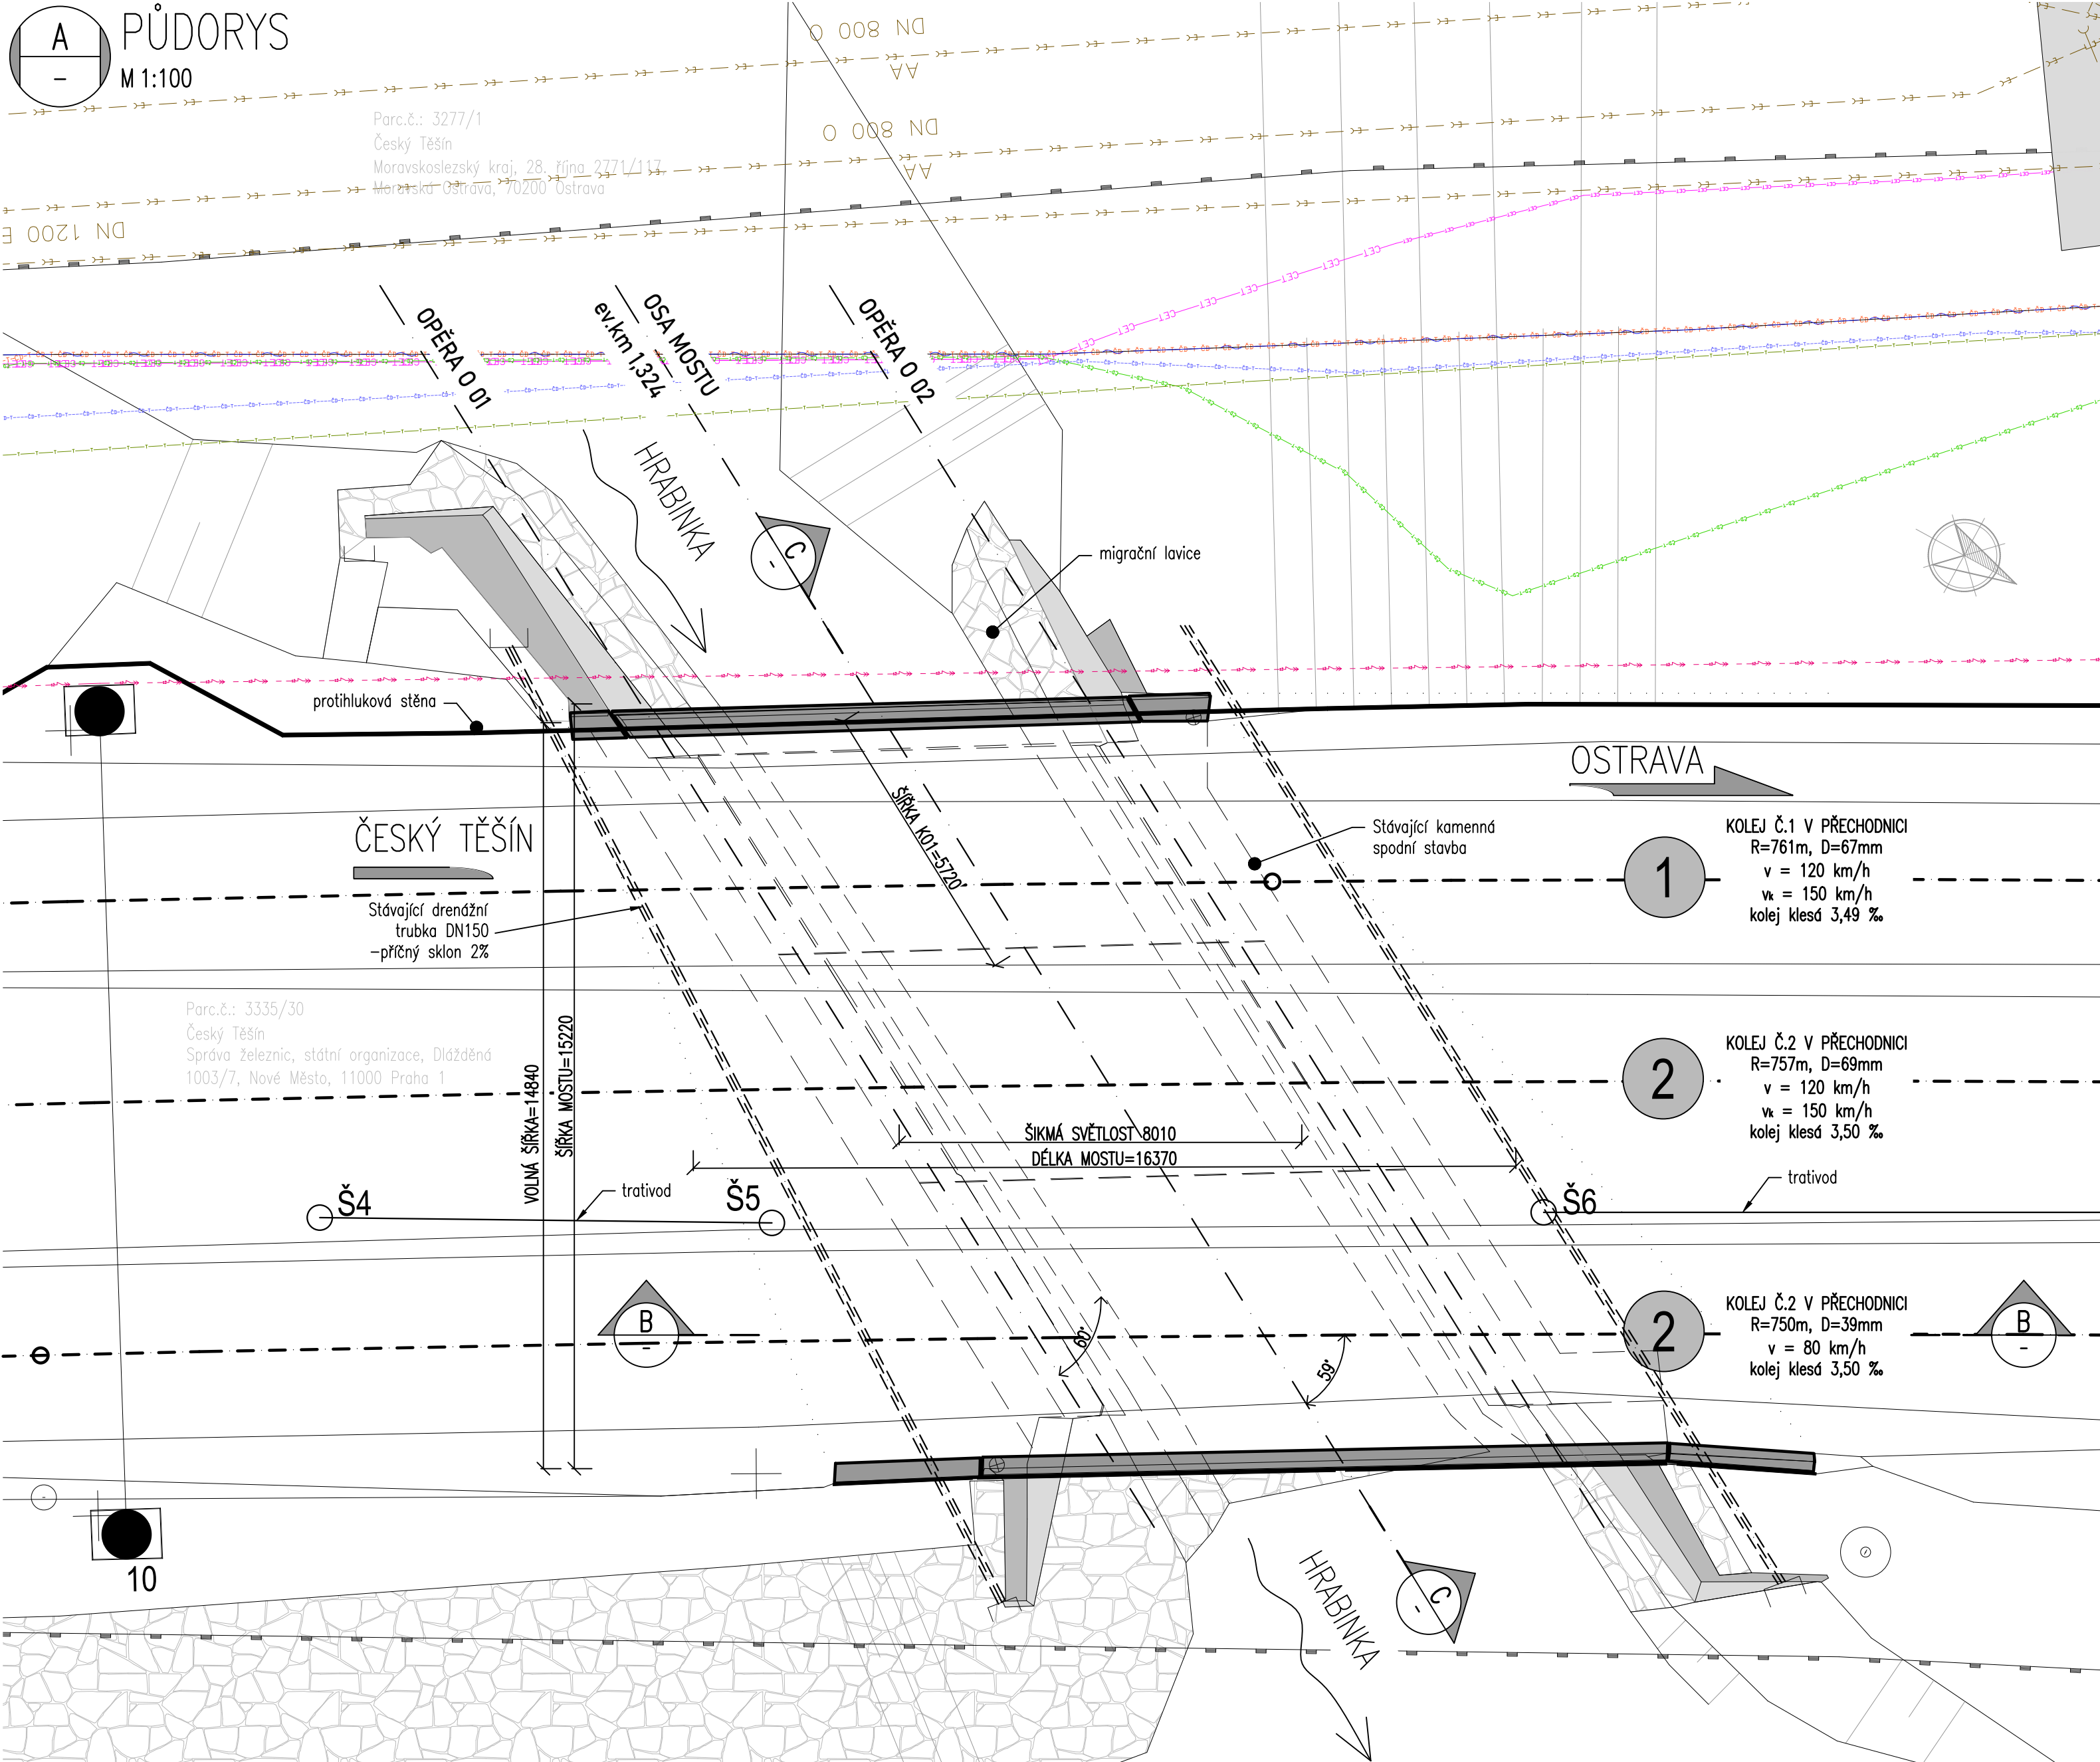 A
-
PŮDORYS
M 1:100
DN 800 O
AA
DN 800 O
AA
DN 1200 B
Parc.č.: 3277/1
Český Těšín
Moravskoslezský kraj, 28. října 2771/117,
Moravská Ostrava, 70200 Ostrava
OPĚRA O 01
OSA MOSTU
ev.km 1,324
OPĚRA O 02
HRABINKA
C
-
migrační lavice
protihluková stěna
OSTRAVA
ČESKÝ TĚŠÍN
ŠÍŘKA K01=5720
Stávající kamenná
spodní stavba
1
KOLEJ Č.1 V PŘECHODNICI
R=761m, D=67mm
v = 120 km/h
vk = 150 km/h
kolej klesá 3,49 ‰
Stávající drenážní
trubka DN150
-příčný sklon 2%
Parc.č.: 3335/30
Český Těšín
Správa železnic, státní organizace, Dlážděná
1003/7, Nové Město, 11000 Praha 1
VOLNÁ ŠÍŘKA=14840
ŠÍŘKA MOSTU=15220
2
KOLEJ Č.2 V PŘECHODNICI
R=757m, D=69mm
v = 120 km/h
vk = 150 km/h
kolej klesá 3,50 ‰
ŠIKMÁ SVĚTLOST 8010
DÉLKA MOSTU=16370
Š4
trativod
Š5
Š6
trativod
B
-
60°
59°
2
KOLEJ Č.2 V PŘECHODNICI
R=750m, D=39mm
v = 80 km/h
kolej klesá 3,50 ‰
B
-
10
HRABINKA
C
-